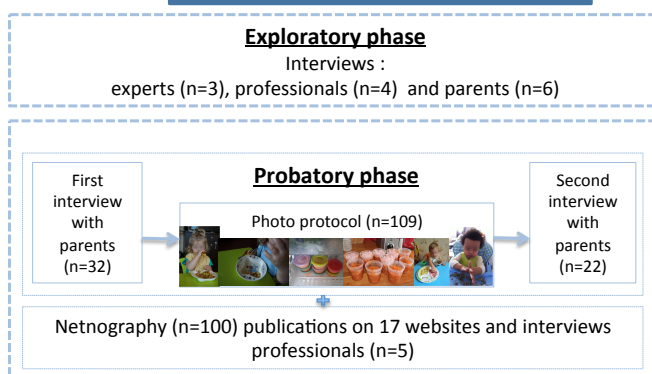 Exploratory phase
Interviews :
experts (n=3), professionals (n=4) and parents (n=6)
Probatory phase
First
interview
with
parents
(n=32)
Photo protocol (n=109)
Second
interview
with
parents
(n=22)
Netnography (n=100) publications on 17 websites and interviews
professionals (n=5)